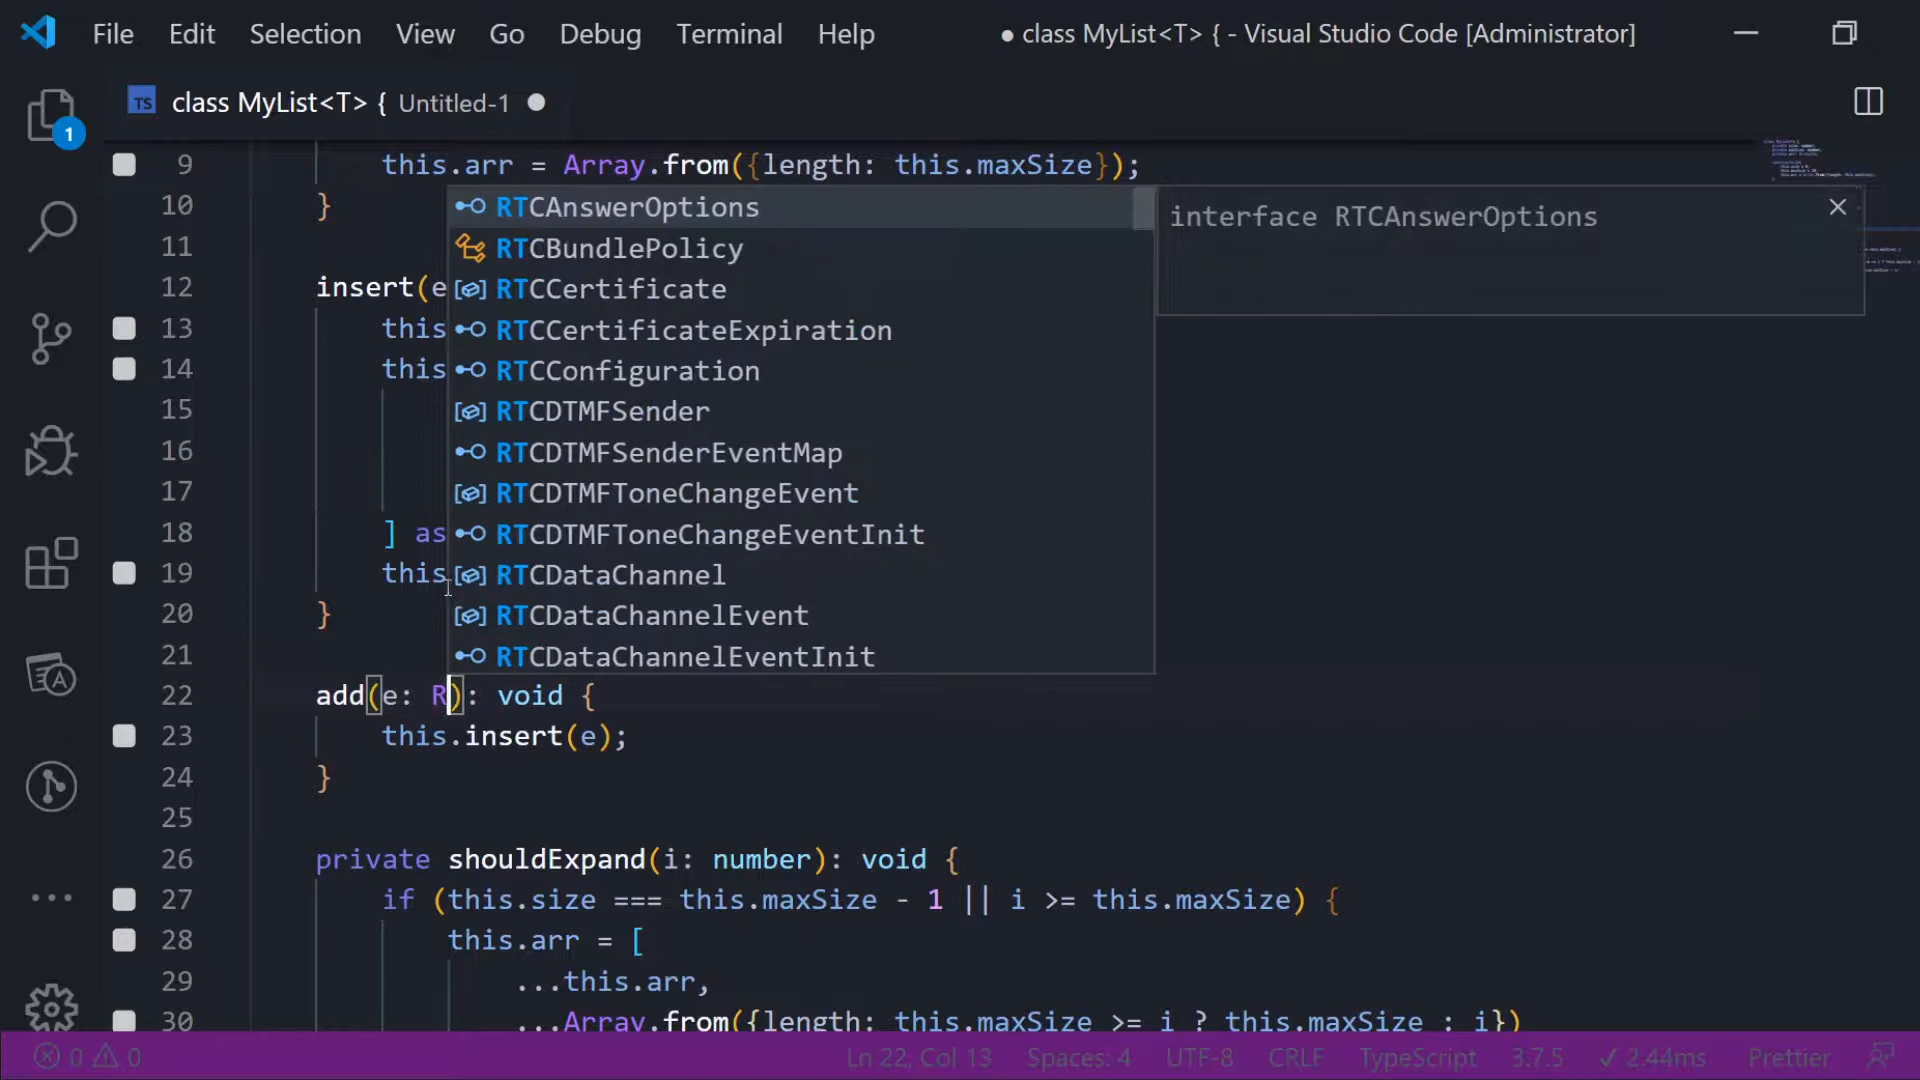 File Edit Selection View Go Debug Terminal Help ● class MyList<T> { - Visual Studio Code [Administrator]
TS class MyList<T> { Untitled-1 ●
1
9 this.arr = Array.from({length: this.maxSize});
10 }
11
12 insert(e
13 this
14 this
15
16
17
18 ] as
19 this
20 }
21
22 add(e: R): void {
23 this.insert(e);
24 }
25
26 private shouldExpand(i: number): void {
27 if (this.size === this.maxSize - 1 || i >= this.maxSize) {
28 this.arr = [
29 ...this.arr,
30 ...Array.from({length: this.maxSize >= i ? this.maxSize : i})
RTCAnswerOptions
RTCBundlePolicy
RTCCertificate
RTCCertificateExpiration
RTCConfiguration
RTCDTMFSender
RTCDTMFSenderEventMap
RTCDTMFToneChangeEvent
RTCDTMFToneChangeEventInit
RTCDataChannel
RTCDataChannelEvent
RTCDataChannelEventInit
interface RTCAnswerOptions
0 0 Ln 22, Col 13 Spaces: 4 UTF-8 CRLF TypeScript 3.7.5 ✓ 2.44ms Prettier